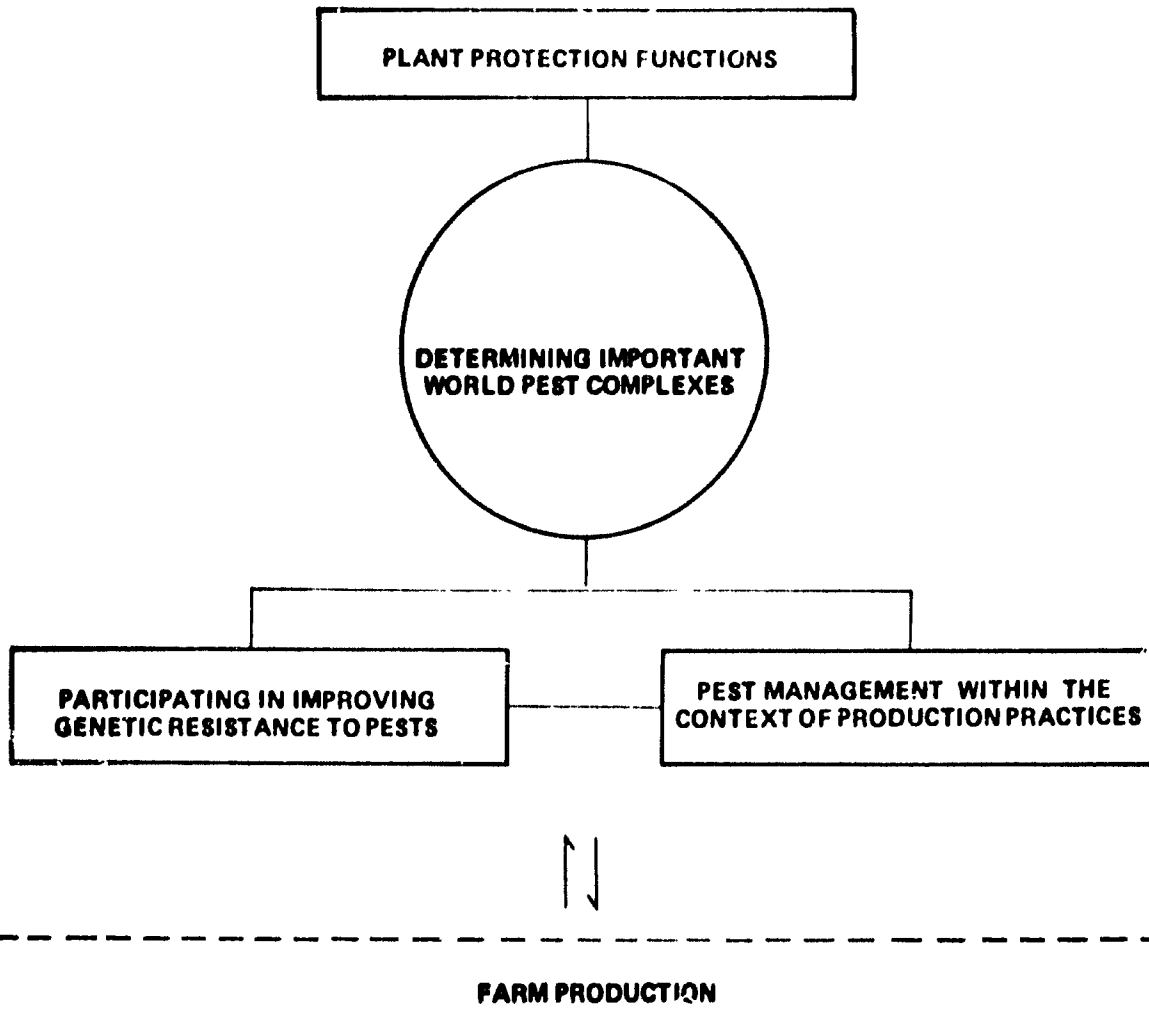 PLANT PROTECTION FUNCTIONS
DETERMINING IMPORTANT
WORLD PEST COMPLEXES
PARTICIPATING IN IMPROVING
GENETIC RESISTANCE TO PESTS
PEST MANAGEMENT WITHIN THE
CONTEXT OF PRODUCTION PRACTICES
FARM PRODUCTION